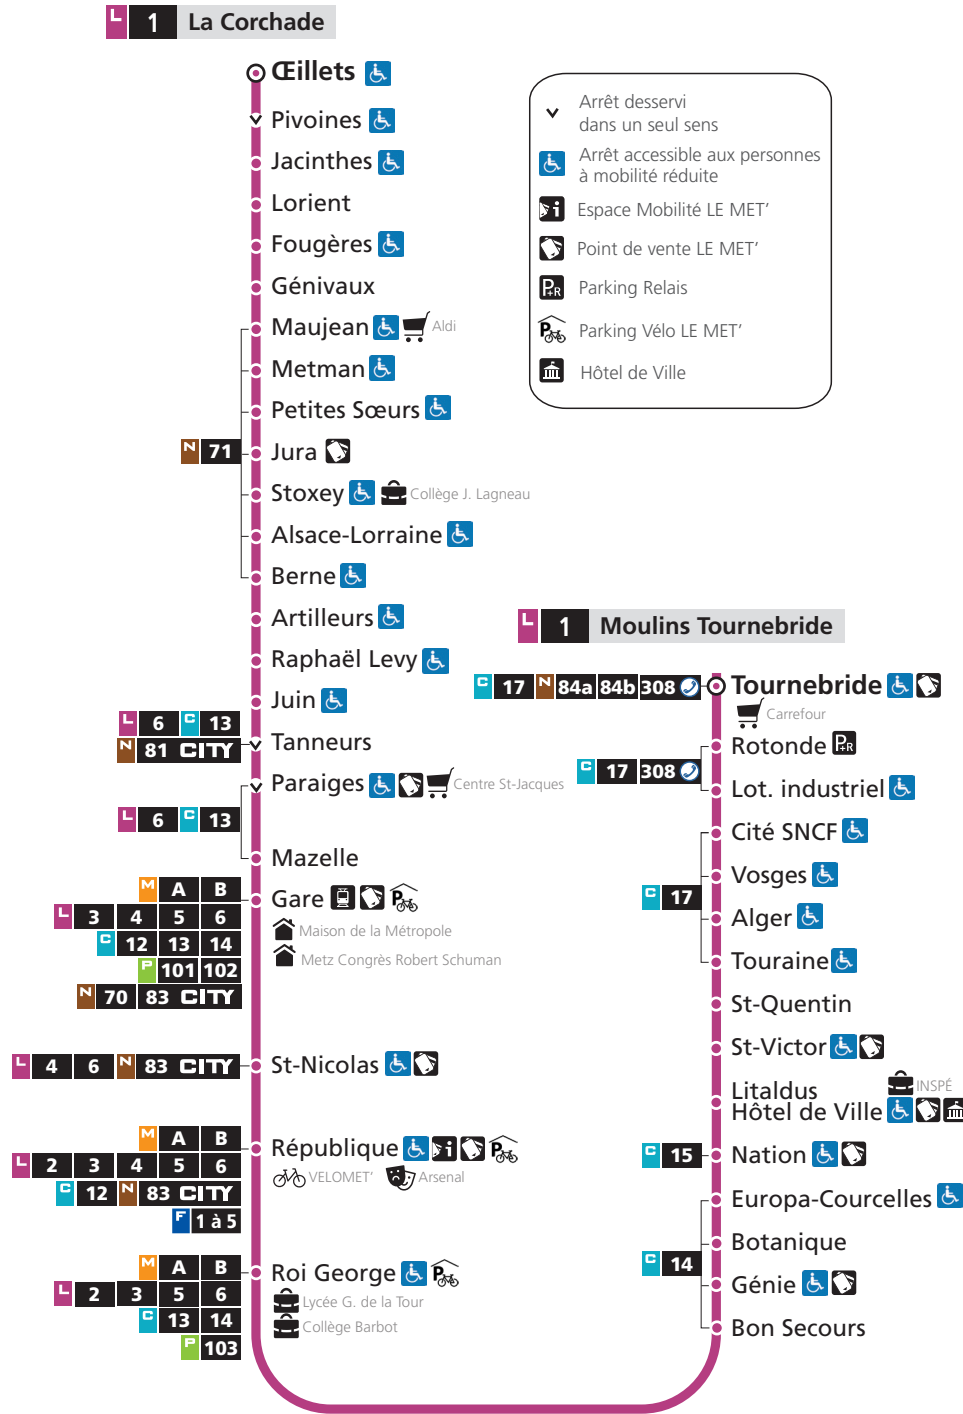 L 1 La Corchade
Œillets
Pivoines
Jacinthes
Lorient
Fougères
Génivaux
Maujean Aldi
Metman
Petites Sœurs
N 71 Jura
Stoxey Collège J. Lagneau
Alsace-Lorraine
Berne
Artilleurs
Raphaël Levy
Juin
L 6 C 13
N 81 CITY
Tanneurs
Paraiges Centre St-Jacques
L 6 C 13
Mazelle
M A B
L 3 4 5 6
C 12 13 14
P 101 102
N 70 83 CITY
Gare
Maison de la Métropole
Metz Congrès Robert Schuman
L 4 6 N 83 CITY St-Nicolas
M A B
L 2 3 4 5 6
C 12 N 83 CITY
F 1 à 5
République
VELOMET' Arsenal
M A B
L 2 3 5 6
C 13 14
P 103
Roi George
Lycée G. de la Tour
Collège Barbot
Arrêt desservi
dans un seul sens
Arrêt accessible aux personnes
à mobilité réduite
i Espace Mobilité LE MET'
Point de vente LE MET'
P+R Parking Relais
P Parking Vélo LE MET'
Hôtel de Ville
L 1 Moulins Tournebride
C 17 N 84a 84b 308 Tournebride
Carrefour
Rotonde P+R
C 17 308
Lot. industriel
Cité SNCF
Vosges
C 17
Alger
Touraine
St-Quentin
St-Victor
Litaldus INSPÉ
Hôtel de Ville
C 15 Nation
Europa-Courcelles
Botanique
C 14
Génie
Bon Secours